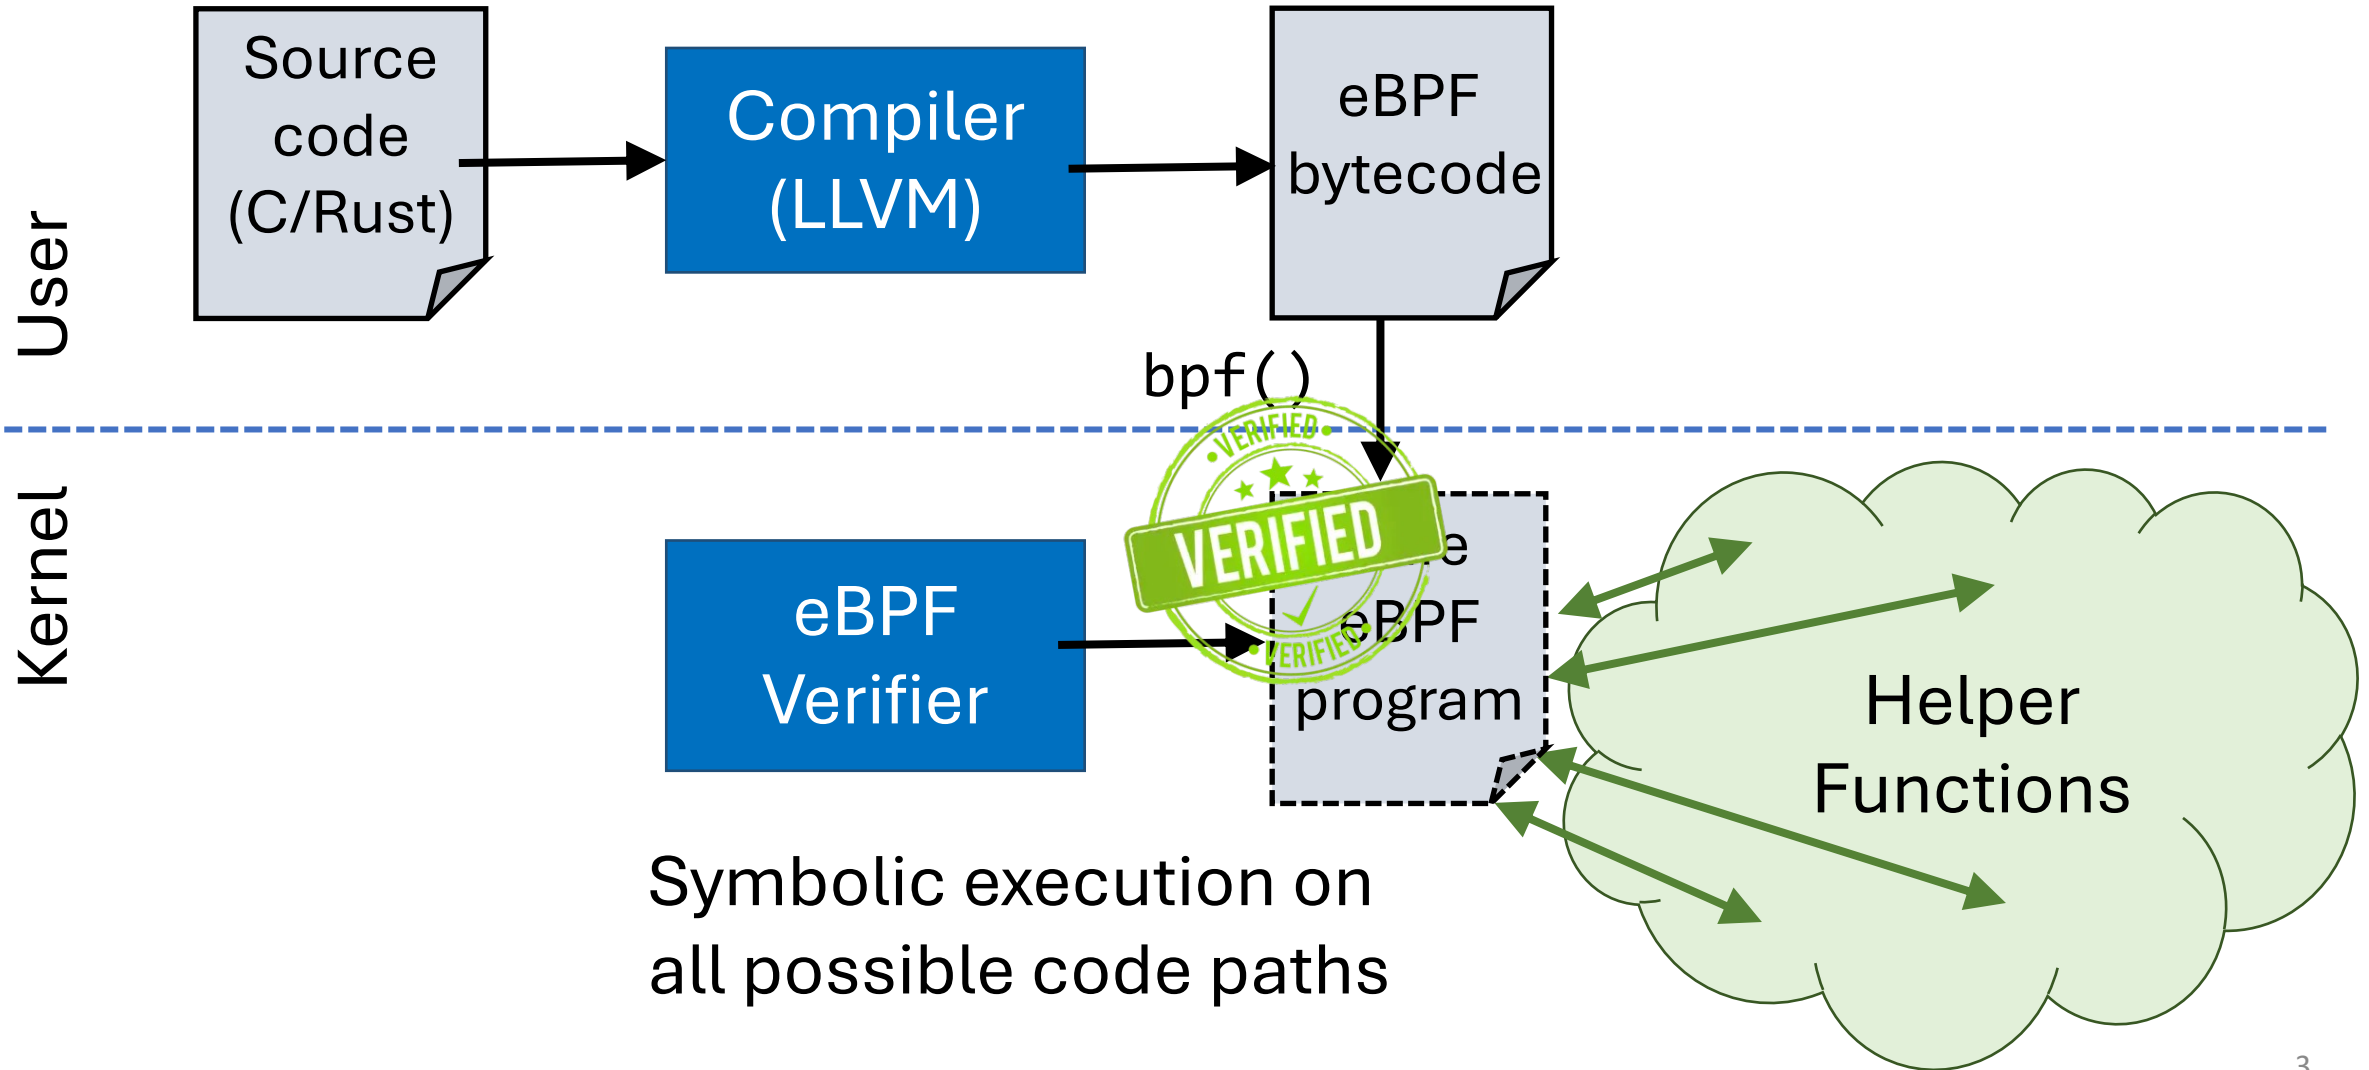 Source
code
(C/Rust)
Compiler
(LLVM)
eBPF
bytecode
User
bpf()
Kernel
VERIFIED
VERIFIED
VERIFIED
eBPF
Verifier
eBPF
program
Helper
Functions
Symbolic execution on
all possible code paths
3